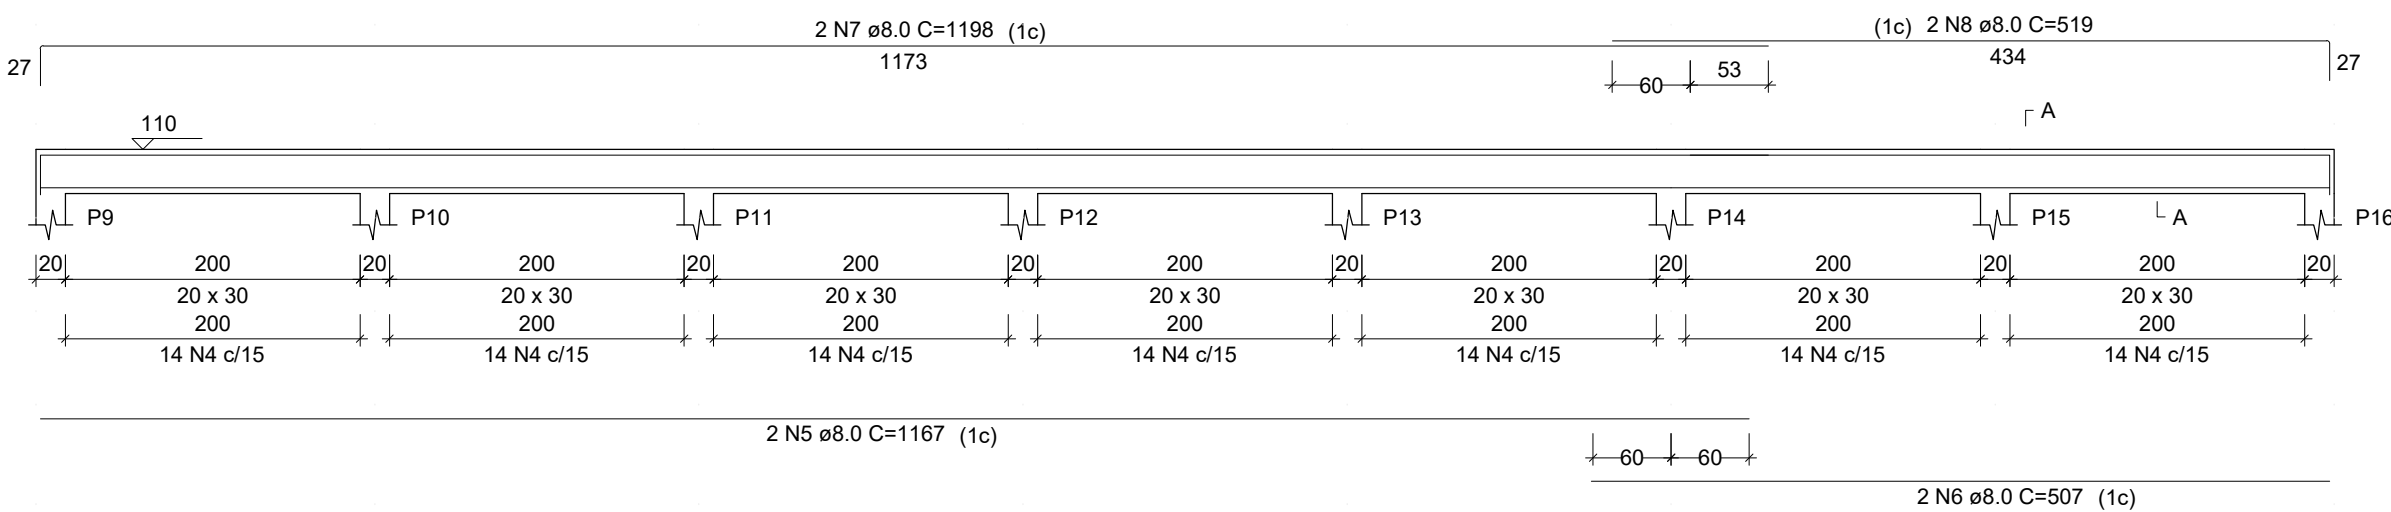 2 N7 ø8.0 C=1198 (1c)
(1c) 2 N8 ø8.0 C=519
27
1173
434
27
60
53
A
110
P9
P10
P11
P12
P13
P14
P15
A
P16
20 200 20 200 20 200 20 200 20 200 20 200 20 200 20
20 x 30 20 x 30 20 x 30 20 x 30 20 x 30 20 x 30 20 x 30
200 200 200 200 200 200 200
14 N4 c/15 14 N4 c/15 14 N4 c/15 14 N4 c/15 14 N4 c/15 14 N4 c/15 14 N4 c/15
2 N5 ø8.0 C=1167 (1c)
60 60
2 N6 ø8.0 C=507 (1c)